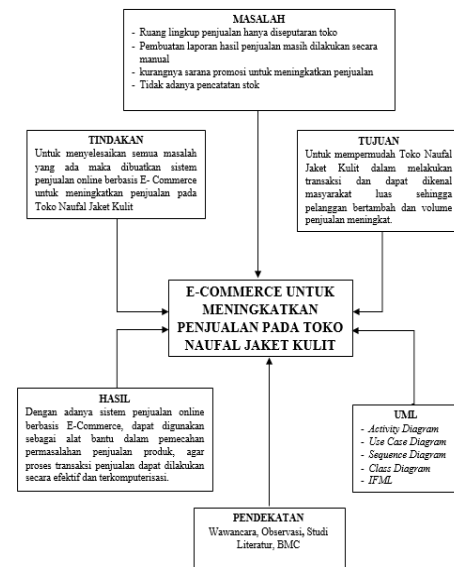 MASALAH
- Ruang lingkup penjualan hanya diseputaran toko
- Pembuatan laporan hasil penjualan masih dilakukan secara
manual
- kurangnya sarana promosi untuk meningkatkan penjualan
- Tidak adanya pencatatan stok
TINDAKAN
Untuk menyelesaikan semua masalah
yang ada maka dibuatkan sistem
penjualan online berbasis E- Commerce
untuk meningkatkan penjualan pada
Toko Naufal Jaket Kulit
TUJUAN
Untuk mempermudah Toko Naufal
Jaket Kulit dalam melakukan
transaksi dan dapat dikenal
masyarakat luas sehingga
pelanggan bertambah dan volume
penjualan meningkat.
E-COMMERCE UNTUK
MENINGKATKAN
PENJUALAN PADA TOKO
NAUFAL JAKET KULIT
HASIL
Dengan adanya sistem penjualan online
berbasis E-Commerce, dapat digunakan
sebagai alat bantu dalam pemecahan
permasalahan penjualan produk, agar
proses transaksi penjualan dapat dilakukan
secara efektif dan terkomputerisasi.
UML
- Activity Diagram
- Use Case Diagram
- Sequence Diagram
- Class Diagram
- IFML
PENDEKATAN
Wawancara, Observasi, Studi
Literatur, BMC